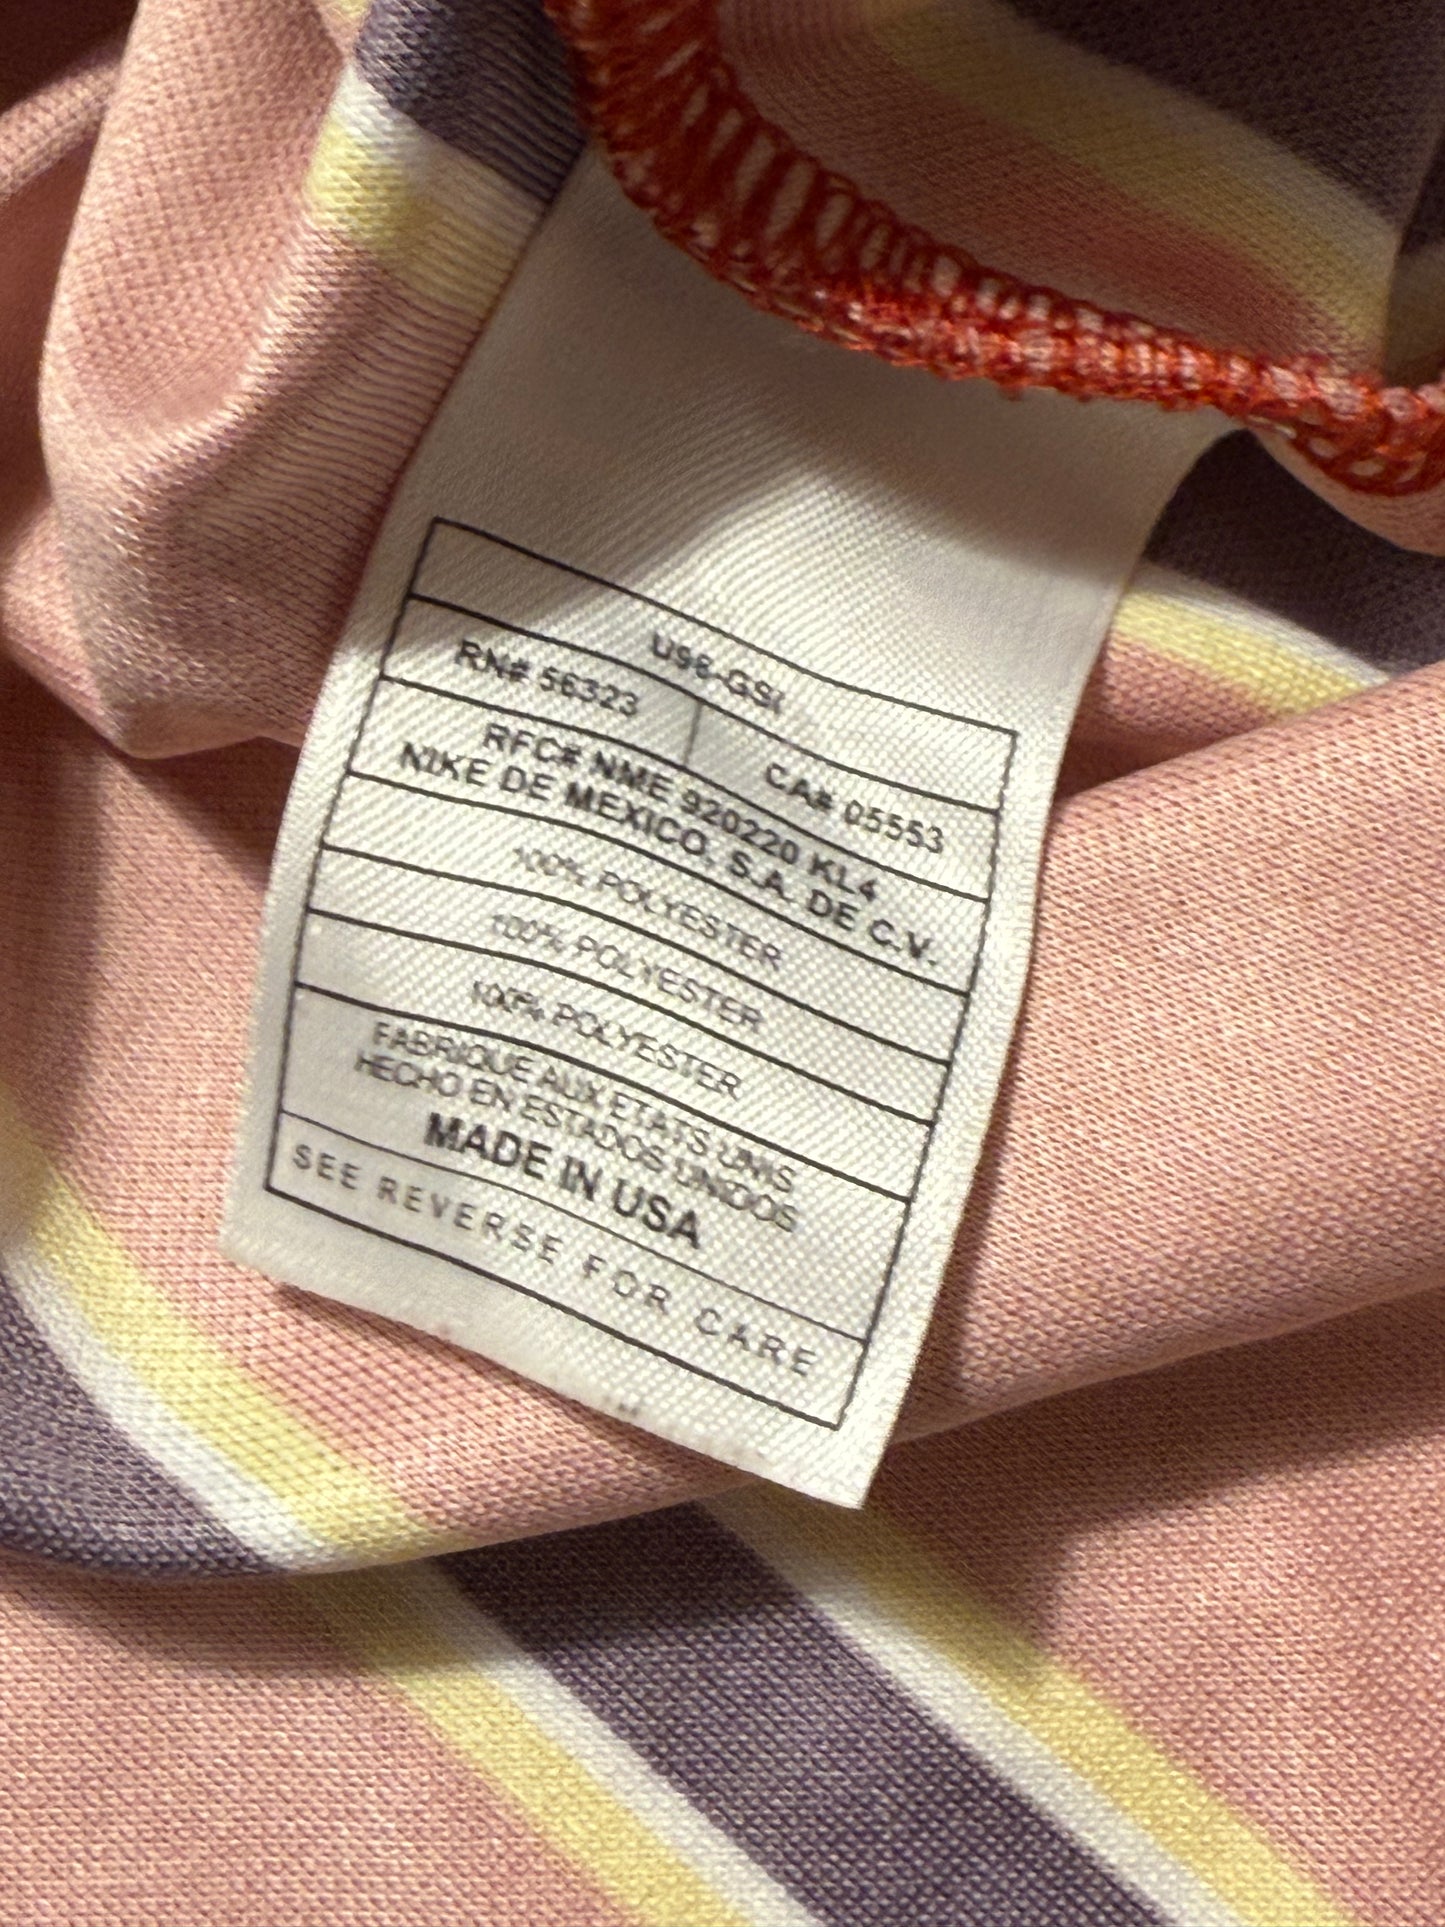 U98-GSI
RN# 56323
CA# 05553
RFC# NME 920220 KL4
NIKE DE MEXICO, S.A. DE C.V.
100% POLYESTER
100% POLYESTER
100% POLYESTER
FABRIQUE AUX ETATS UNIS
HECHO EN ESTADOS UNIDOS
MADE IN USA
SEE REVERSE FOR CARE